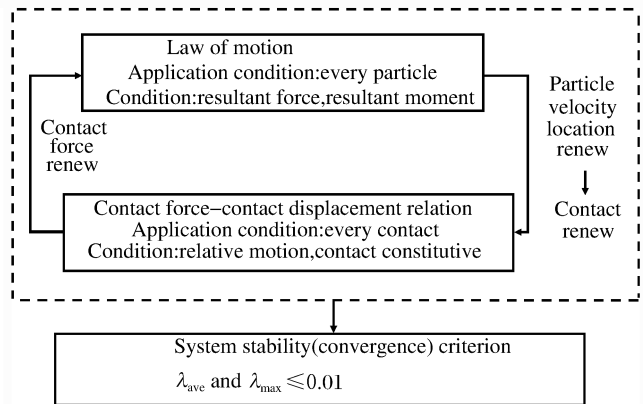 Law of motion
Application condition:every particle
Condition:resultant force,resultant moment
Contact
force
renew
Particle
velocity
location
renew
Contact
renew
Contact force−contact displacement relation
Application condition:every contact
Condition:relative motion,contact constitutive
System stability(convergence) criterion
λave and λmax ⩽0.01